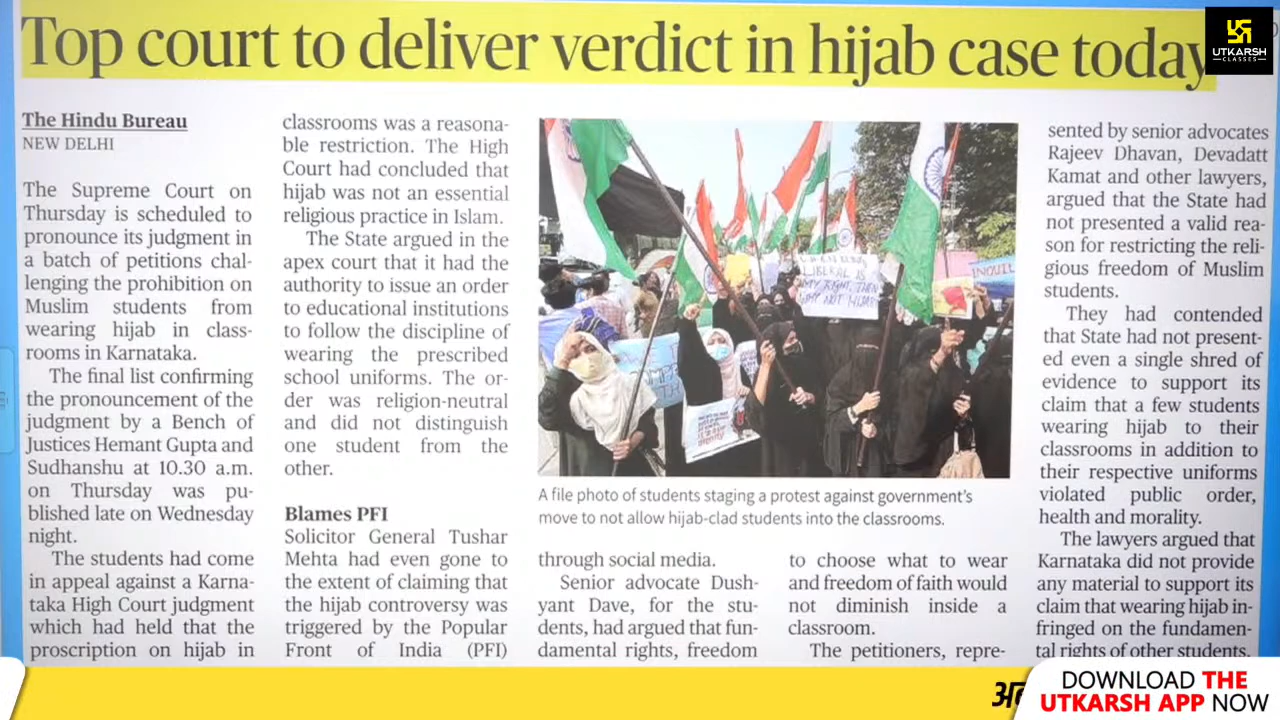 Top court to deliver verdict in hijab case today
UTKARSH
CLASSES
The Hindu Bureau
NEW DELHI
The Supreme Court on
Thursday is scheduled to
pronounce its judgment in
a batch of petitions chal-
lenging the prohibition on
Muslim students from
wearing hijab in class-
rooms in Karnataka.
The final list confirming
the pronouncement of the
judgment by a Bench of
Justices Hemant Gupta and
Sudhanshu at 10.30 a.m.
on Thursday was pu-
blished late on Wednesday
night.
The students had come
in appeal against a Karna-
taka High Court judgment
which had held that the
proscription on hijab in
classrooms was a reasona-
ble restriction. The High
Court had concluded that
hijab was not an essential
religious practice in Islam.
The State argued in the
apex court that it had the
authority to issue an order
to educational institutions
to follow the discipline of
wearing the prescribed
school uniforms. The or-
der was religion-neutral
and did not distinguish
one student from the
other.
Blames PFI
Solicitor General Tushar
Mehta had even gone to
the extent of claiming that
the hijab controversy was
triggered by the Popular
Front of India (PFI)
LIBERAL IS
MY RIGHT, THEN
WHY NOT HIJAB
dignity
A file photo of students staging a protest against government's
move to not allow hijab-clad students into the classrooms.
through social media.
Senior advocate Dush-
yant Dave, for the stu-
dents, had argued that fun-
damental rights, freedom
to choose what to wear
and freedom of faith would
not diminish inside a
classroom.
The petitioners, repre-
sented by senior advocates
Rajeev Dhavan, Devadatt
Kamat and other lawyers,
argued that the State had
not presented a valid rea-
son for restricting the reli-
gious freedom of Muslim
students.
They had contended
that State had not present-
ed even a single shred of
evidence to support its
claim that a few students
wearing hijab to their
classrooms in addition to
their respective uniforms
violated public order,
health and morality.
The lawyers argued that
Karnataka did not provide
any material to support its
claim that wearing hijab in-
fringed on the fundamen-
tal rights of other students.
DOWNLOAD THE
UTKARSH APP NOW